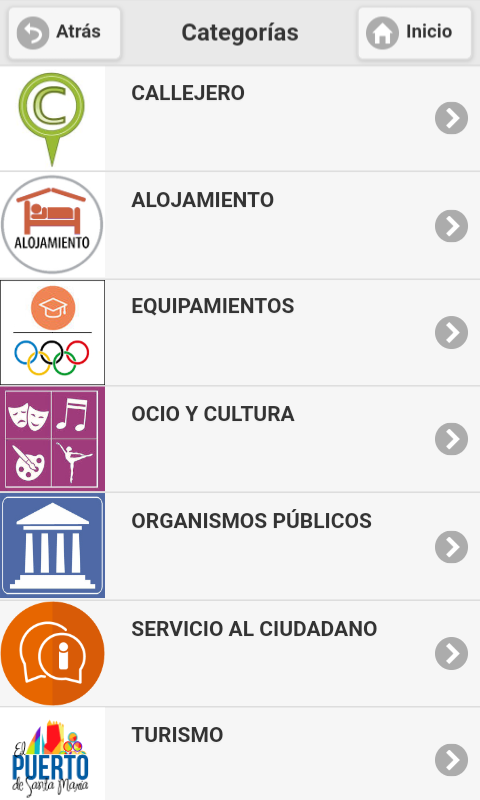 Atrás
Categorías
Inicio
C
CALLEJERO
ALOJAMIENTO
ALOJAMIENTO
EQUIPAMIENTOS
OCIO Y CULTURA
ORGANISMOS PÚBLICOS
i
SERVICIO AL CIUDADANO
El
PUERTO
de Santa María
TURISMO